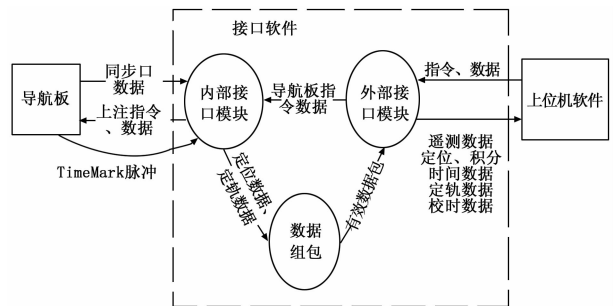 接口软件
同步口
数据
导航板
上注指令
、数据
TimeMark脉冲
内部接
口模块
导航板指
令数据
外部接
口模块
指令、数据
上位机软件
遥测数据
定位、积分
时间数据
定轨数据
校时数据
定位数据、
定轨数据
有效数据包
数据
组包